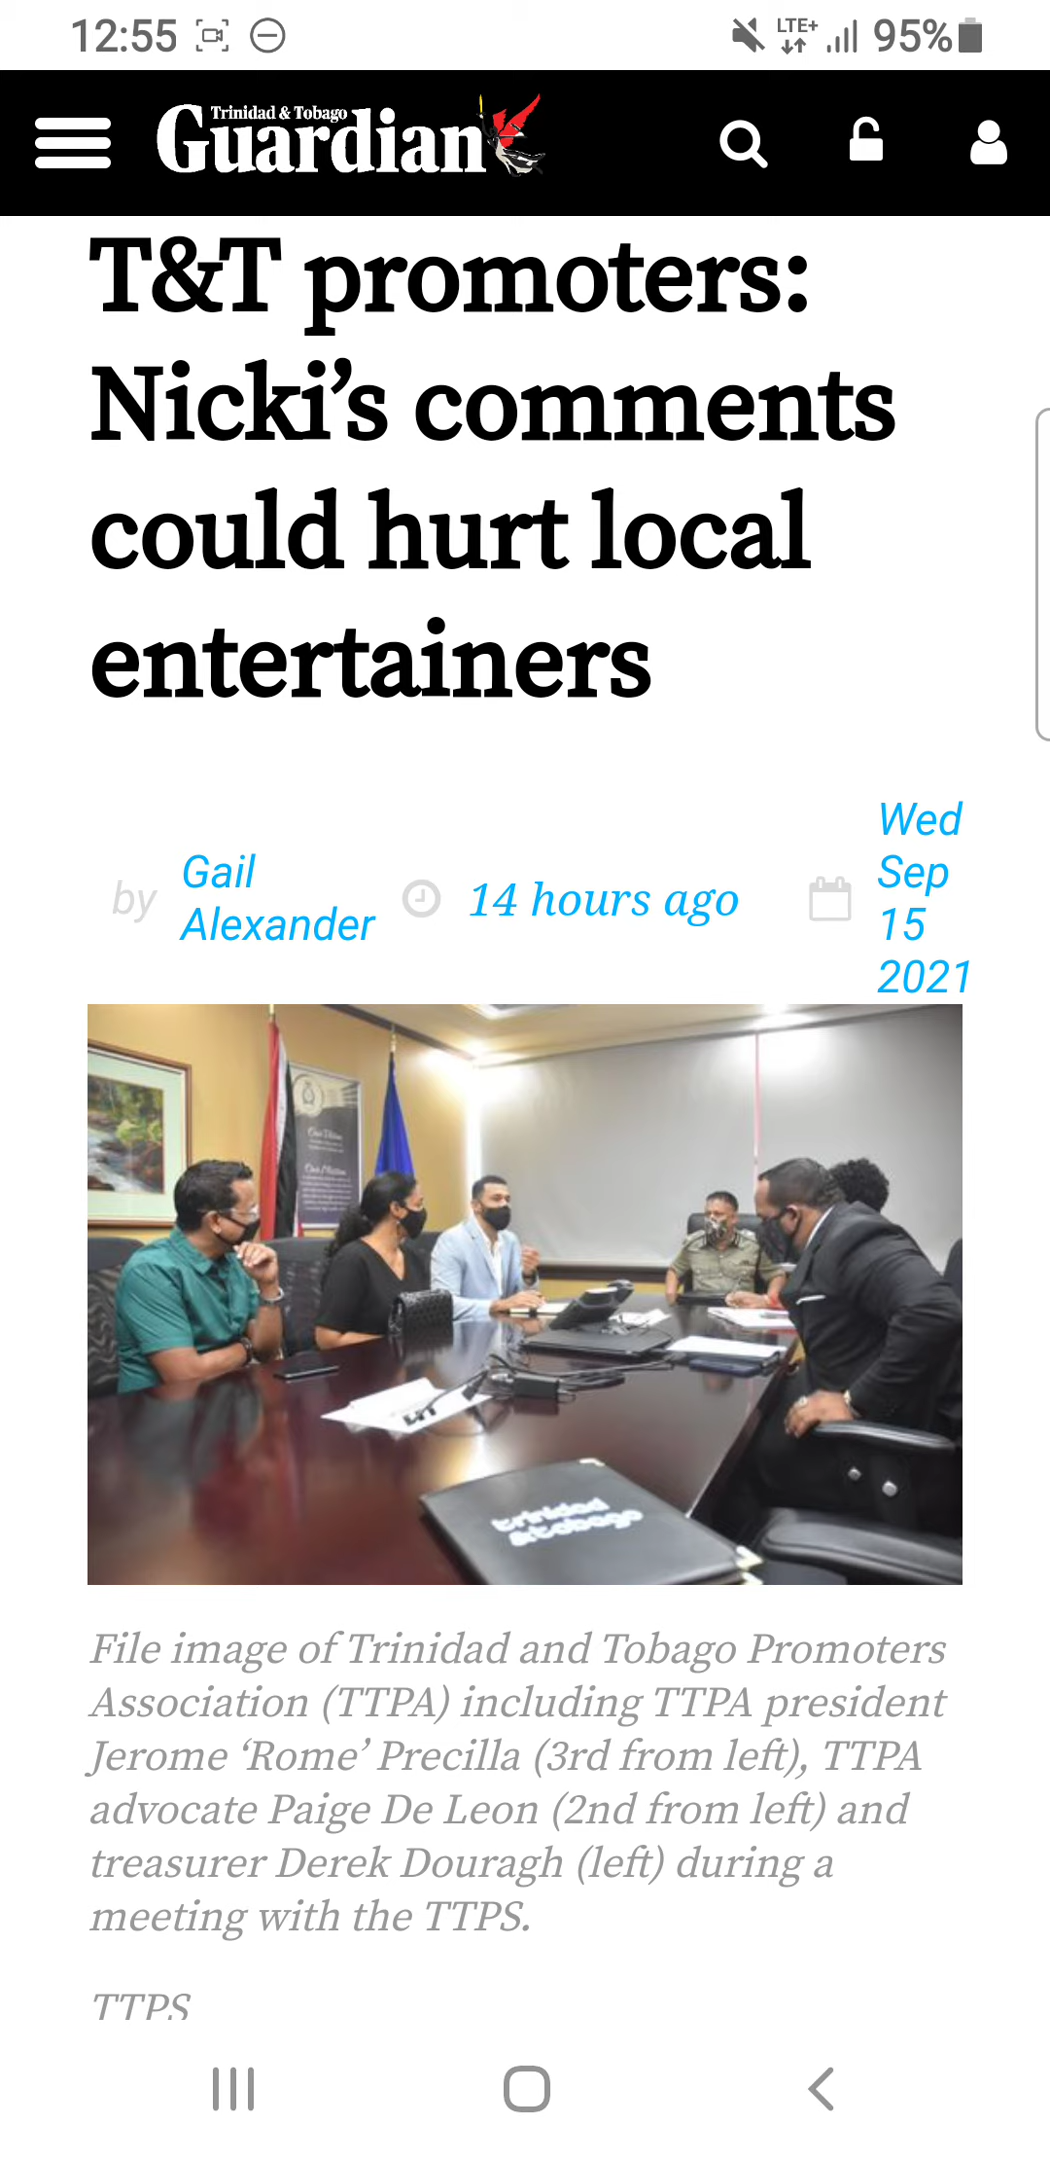 12:55
LTE+
95%
Trinidad & Tobago
Guardian
T&T promoters:
Nicki’s comments
could hurt local
entertainers
by
Gail
Alexander
14 hours ago
Wed
Sep
15
2021
trinidad
&tobago
File image of Trinidad and Tobago Promoters
Association (TTPA) including TTPA president
Jerome ‘Rome’ Precilla (3rd from left), TTPA
advocate Paige De Leon (2nd from left) and
treasurer Derek Douragh (left) during a
meeting with the TTPS.
TTPS